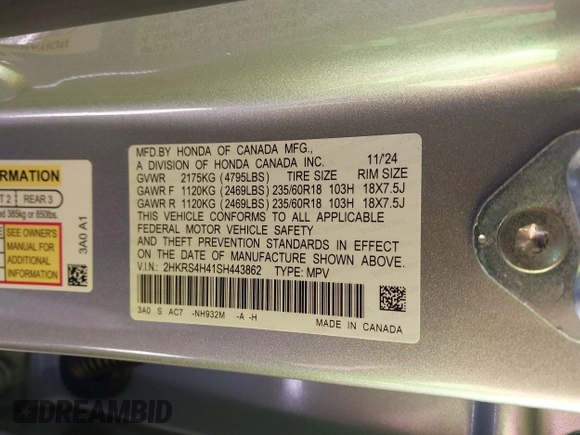 RMATION
T 2 REAR 3
ed 385kg or 850lbs.
SEE OWNER'S
MANUAL FOR
ADDITIONAL
INFORMATION
3A0 A1
MFD.BY HONDA OF CANADA MFG.,
A DIVISION OF HONDA CANADA INC. 11/'24
GVWR 2175KG (4795LBS) TIRE SIZE RIM SIZE
GAWR F 1120KG (2469LBS) 235/60R18 103H 18X7.5J
GAWR R 1120KG (2469LBS) 235/60R18 103H 18X7.5J
THIS VEHICLE CONFORMS TO ALL APPLICABLE
FEDERAL MOTOR VEHICLE SAFETY
AND THEFT PREVENTION STANDARDS IN EFFECT
ON THE DATE OF MANUFACTURE SHOWN ABOVE.
V.I.N.: 2HKRS4H41SH443862 TYPE: MPV
3A0 S AC7 -NH932M -A -H
MADE IN CANADA
DREAMBID